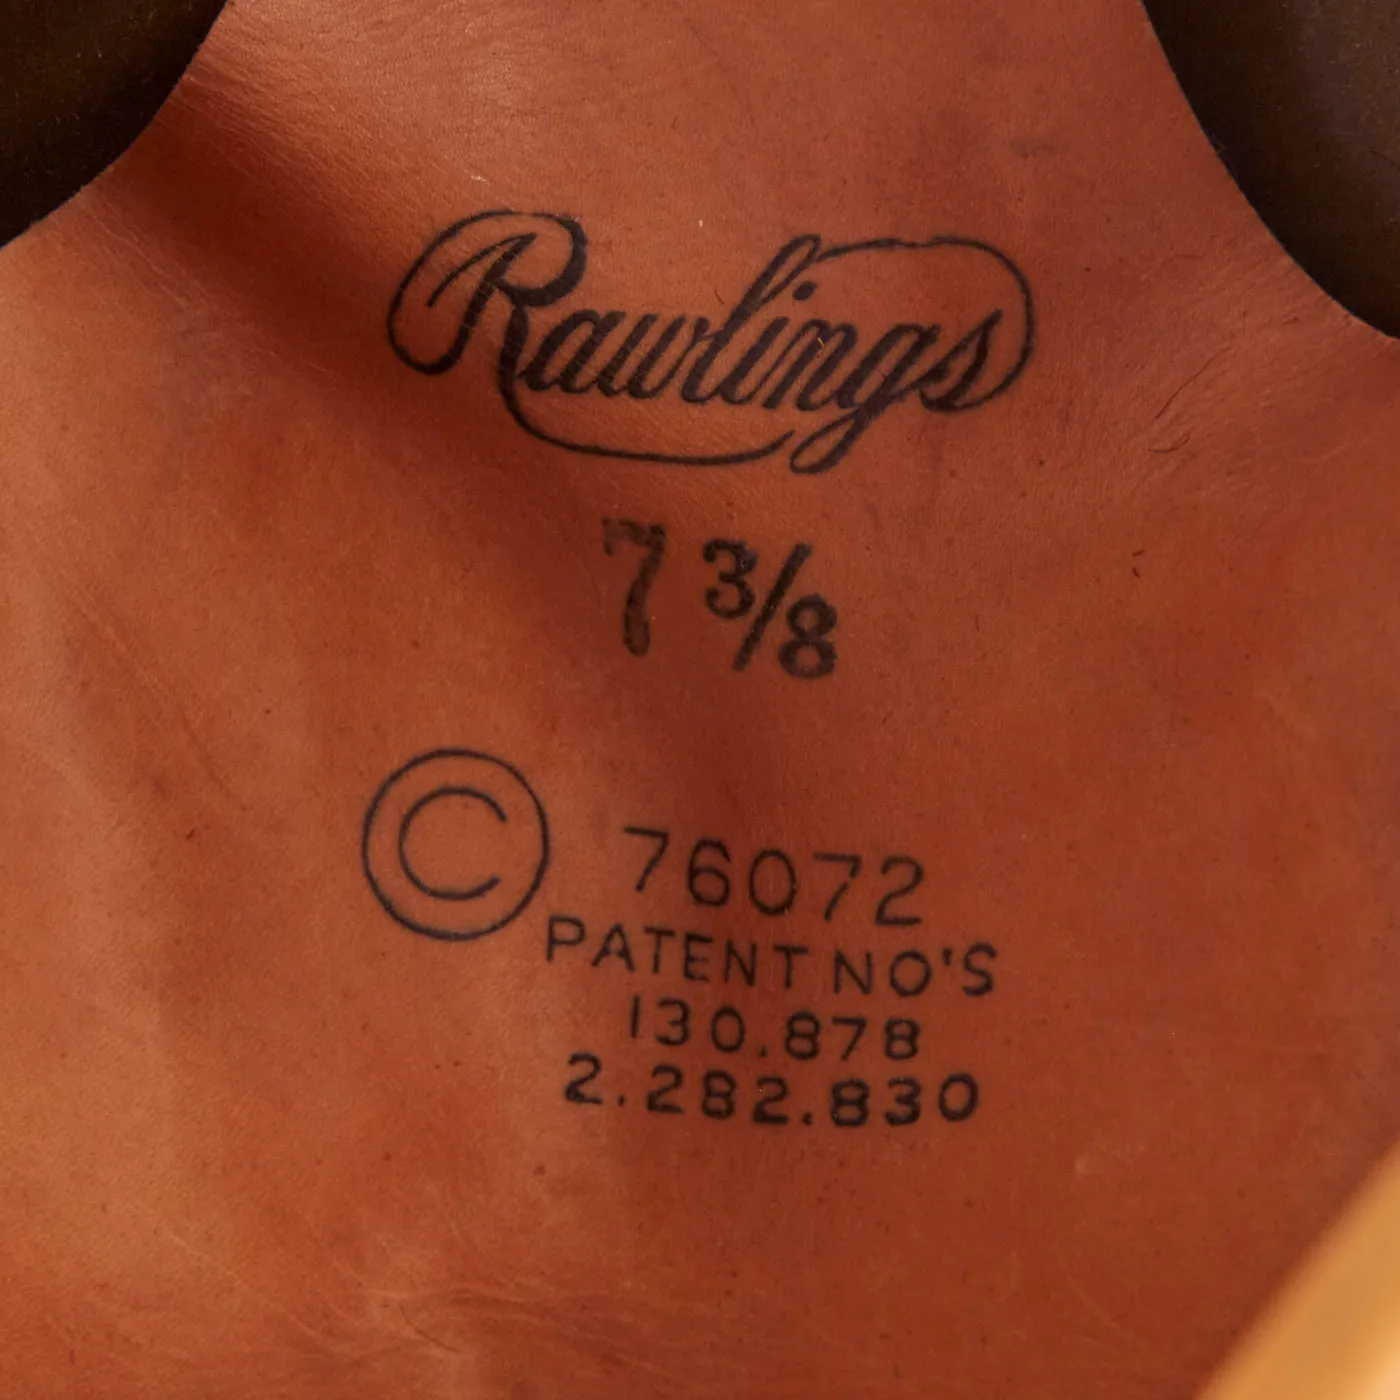 Rawlings
7 3/8
© 76072
PATENT NO'S
130.878
2.282.830